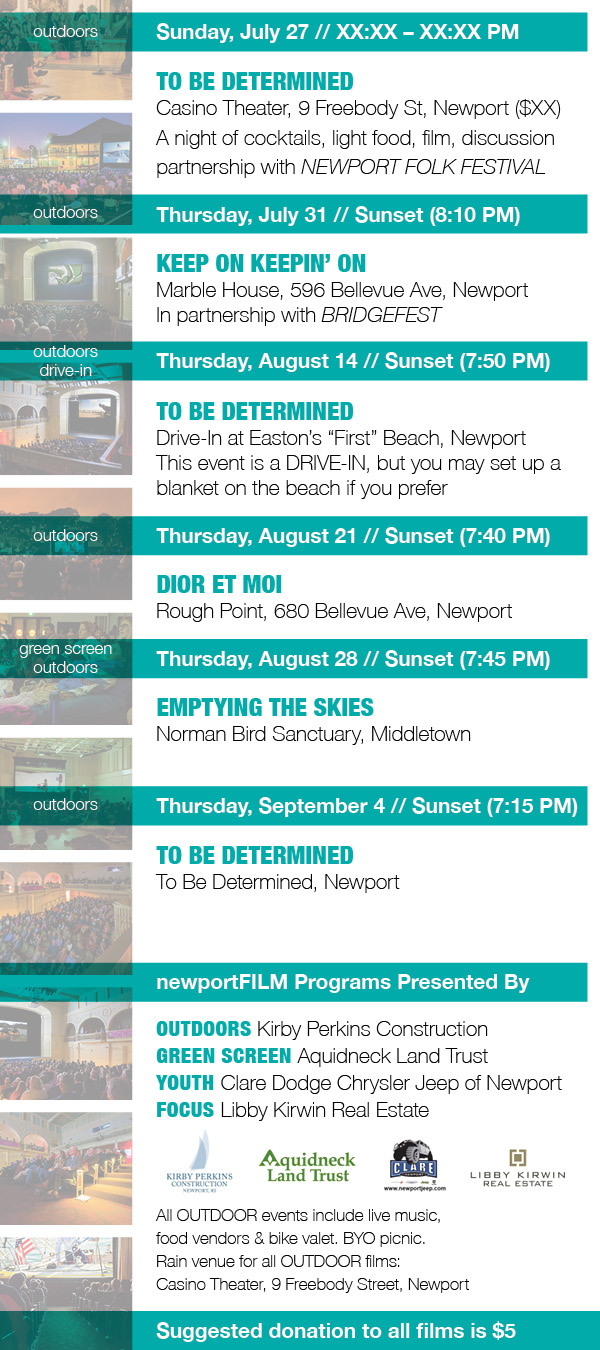 outdoors
Sunday, July 27 // XX:XX – XX:XX PM
TO BE DETERMINED
Casino Theater, 9 Freebody St, Newport ($XX)
A night of cocktails, light food, film, discussion
partnership with NEWPORT FOLK FESTIVAL
outdoors
Thursday, July 31 // Sunset (8:10 PM)
KEEP ON KEEPIN’ ON
Marble House, 596 Bellevue Ave, Newport
In partnership with BRIDGEFEST
outdoors
drive-in
Thursday, August 14 // Sunset (7:50 PM)
TO BE DETERMINED
Drive-In at Easton’s “First” Beach, Newport
This event is a DRIVE-IN, but you may set up a
blanket on the beach if you prefer
outdoors
Thursday, August 21 // Sunset (7:40 PM)
DIOR ET MOI
Rough Point, 680 Bellevue Ave, Newport
green screen
outdoors
Thursday, August 28 // Sunset (7:45 PM)
EMPTYING THE SKIES
Norman Bird Sanctuary, Middletown
outdoors
Thursday, September 4 // Sunset (7:15 PM)
TO BE DETERMINED
To Be Determined, Newport
newportFILM Programs Presented By
OUTDOORS Kirby Perkins Construction
GREEN SCREEN Aquidneck Land Trust
YOUTH Clare Dodge Chrysler Jeep of Newport
FOCUS Libby Kirwin Real Estate
KIRBY PERKINS
CONSTRUCTION
NEWPORT, RI
Aquidneck
Land Trust
CLARE
www.newportjeep.com
LIBBY KIRWIN
REAL ESTATE
All OUTDOOR events include live music,
food vendors & bike valet. BYO picnic.
Rain venue for all OUTDOOR films:
Casino Theater, 9 Freebody Street, Newport
Suggested donation to all films is $5